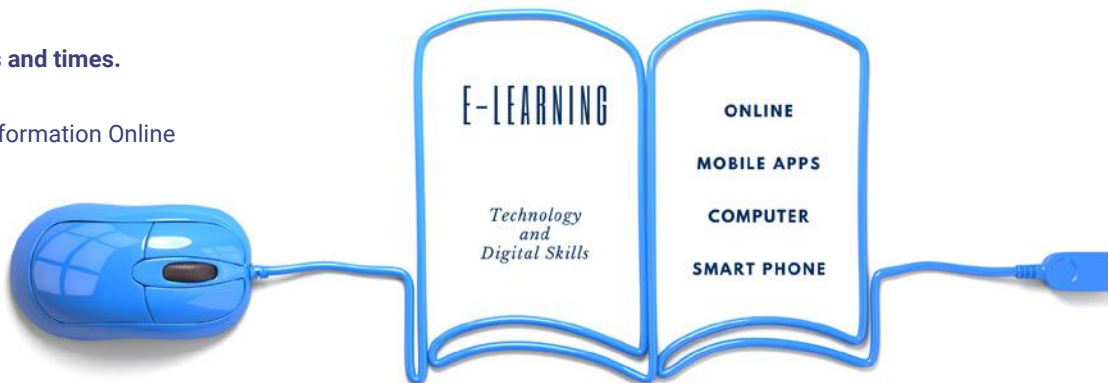 and times.
formation Online
E-LEARNING
Technology
and
Digital Skills
ONLINE
MOBILE APPS
COMPUTER
SMART PHONE